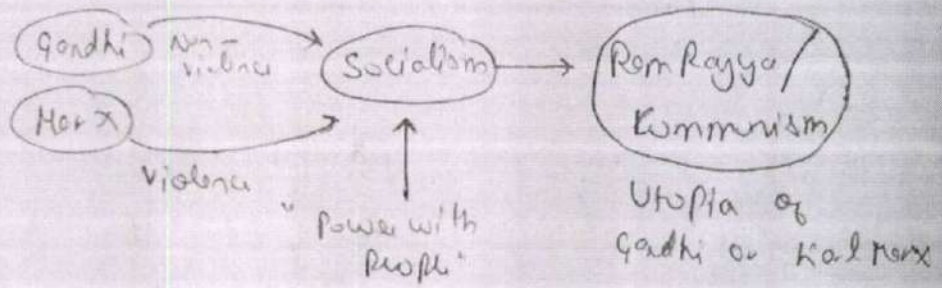 Gandhi
Non-
violence
Marx
violence
Socialism
"Power with
People"
Ram Rajya /
Kommunism
Utopia of
Gandhi or Karl Marx